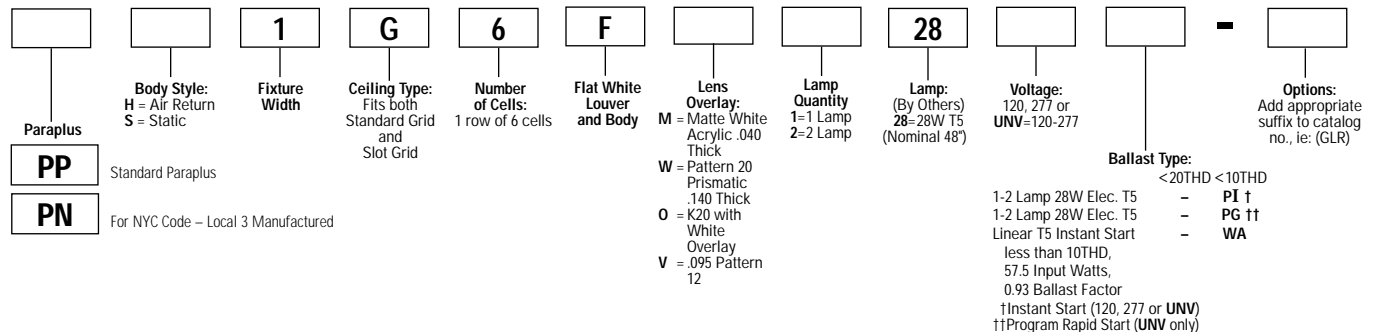 1 G 6 F 28 -
Paraplus
PP Standard Paraplus
PN For NYC Code – Local 3 Manufactured
Body Style:
H = Air Return
S = Static
Fixture
Width
Ceiling Type:
Fits both
Standard Grid
and
Slot Grid
Number
of Cells:
1 row of 6 cells
Flat White
Louver
and Body
Lens
Overlay:
M = Matte White
Acrylic .040
Thick
W = Pattern 20
Prismatic
.140 Thick
O = K20 with
White
Overlay
V = .095 Pattern
12
Lamp
Quantity
1=1 Lamp
2=2 Lamp
Lamp:
(By Others)
28=28W T5
(Nominal 48")
Voltage:
120, 277 or
UNV=120-277
Ballast Type:
<20THD <10THD
1-2 Lamp 28W Elec. T5 – PI †
1-2 Lamp 28W Elec. T5 – PG ††
Linear T5 Instant Start – WA
less than 10THD,
57.5 Input Watts,
0.93 Ballast Factor
†Instant Start (120, 277 or UNV)
††Program Rapid Start (UNV only)
Options:
Add appropriate
suffix to catalog
no., ie: (GLR)